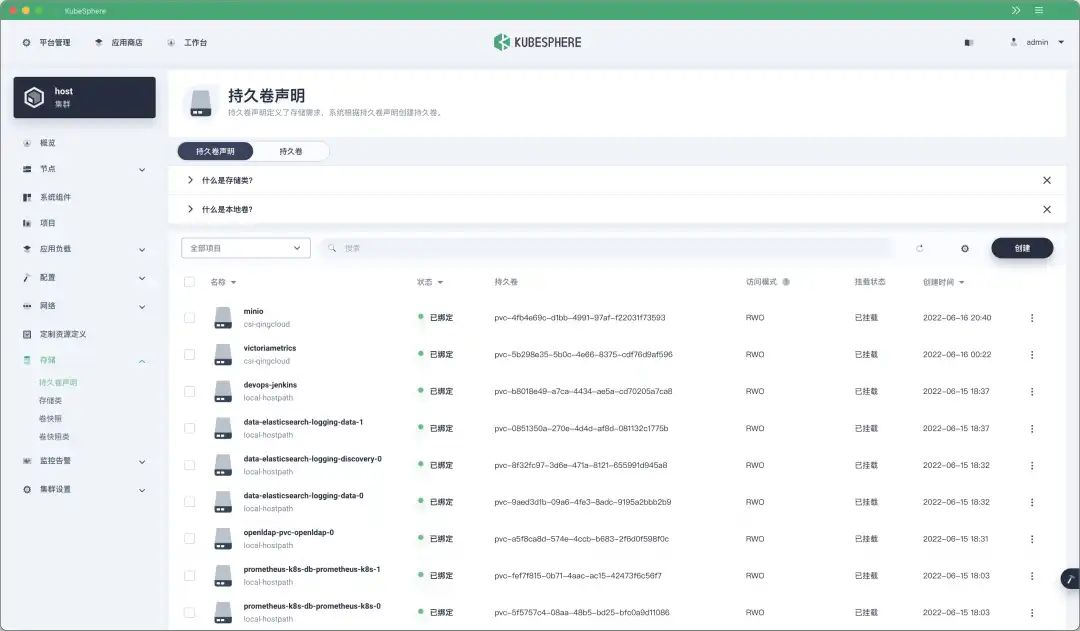 KubeSphere
平台管理 应用商店 工作台 KUBESPHERE admin
host
集群
概览
节点
系统组件
项目
应用负载
配置
网络
定制资源定义
存储
持久卷声明
存储类
卷快照
卷快照类
监控告警
集群设置
持久卷声明
持久卷声明定义了存储需求，系统根据持久卷声明创建持久卷。
持久卷声明 持久卷
什么是存储类?
什么是本地卷?
全部项目 搜索 创建
名称 状态 持久卷 访问模式 挂载状态 创建时间
minio
csi-qingcloud
已绑定 pvc-4fb4e69c-d1bb-4991-97af-f22031f73593 RWO 已挂载 2022-06-16 20:40
victoriametrics
csi-qingcloud
已绑定 pvc-5b298e35-5b0c-4e66-8375-cdf76d9af596 RWO 已挂载 2022-06-16 00:22
devops-jenkins
local-hostpath
已绑定 pvc-b8018e49-a7ca-4434-ae5a-cd70205a7ca8 RWO 已挂载 2022-06-15 18:37
data-elasticsearch-logging-data-1
local-hostpath
已绑定 pvc-0851350a-270e-4d4d-af8d-081132c1775b RWO 已挂载 2022-06-15 18:37
data-elasticsearch-logging-discovery-0
local-hostpath
已绑定 pvc-8f32fc97-3d6e-471a-8121-655991d945a8 RWO 已挂载 2022-06-15 18:32
data-elasticsearch-logging-data-0
local-hostpath
已绑定 pvc-9aed3d1b-09a6-4fe3-8adc-9195a2bbb2b9 RWO 已挂载 2022-06-15 18:32
openldap-pvc-openldap-0
local-hostpath
已绑定 pvc-a5f8ca8d-574e-4ccb-b683-2f6d0f598f0c RWO 已挂载 2022-06-15 18:31
prometheus-k8s-db-prometheus-k8s-1
local-hostpath
已绑定 pvc-fef7f815-0b71-4aac-ac15-42473f6c56f7 RWO 已挂载 2022-06-15 18:03
prometheus-k8s-db-prometheus-k8s-0
local-hostpath
已绑定 pvc-5f5757c4-08aa-48b5-bd25-bfc0a9d11086 RWO 已挂载 2022-06-15 18:03